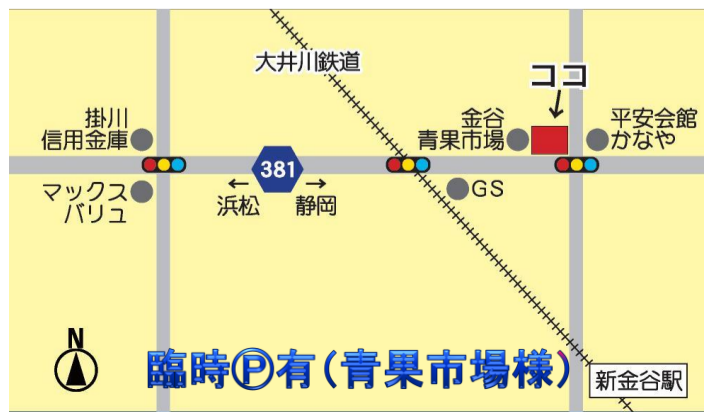 大井川鉄道
ココ
掛川
信用金庫
金谷
青果市場
平安会館
かなや
381
マックス
バリュ
← →
浜松 静岡
GS
N
臨時Ⓟ有(青果市場様)
新金谷駅